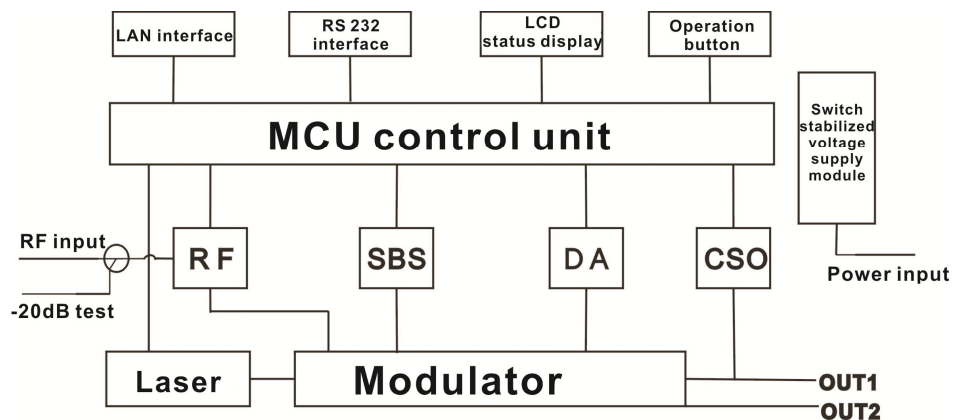 LAN interface
RS 232
interface
LCD
status display
Operation
button
MCU control unit
Switch
stabilized
voltage
supply
module
RF input
-20dB test
RF
SBS
DA
CSO
Power input
Laser
Modulator
OUT1
OUT2